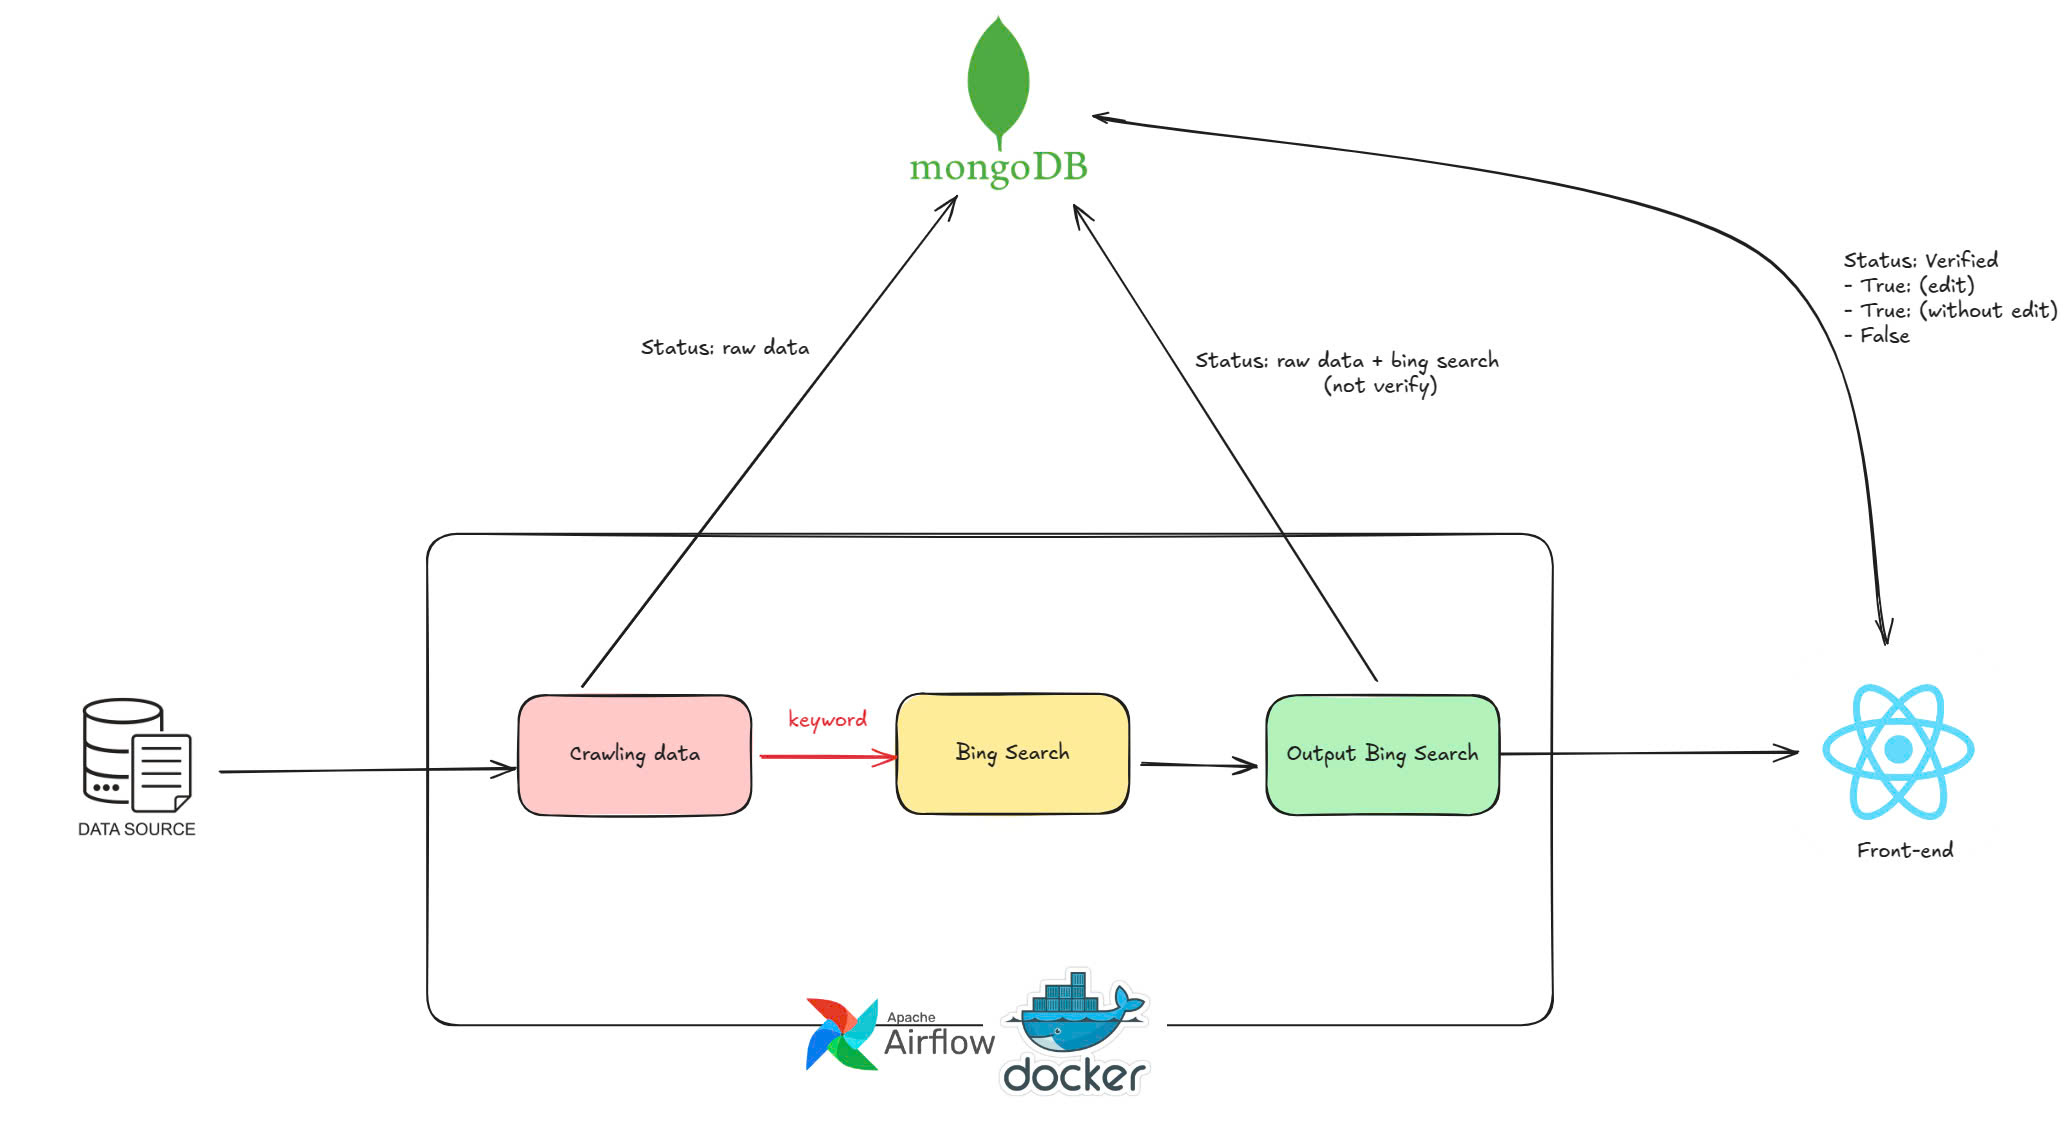 mongoDB
Status: Verified
- True: (edit)
- True: (without edit)
- False
Status: raw data
Status: raw data + bing search
(not verify)
keyword
Crawling data
Bing Search
Output Bing Search
DATA SOURCE
Front-end
Apache
Airflow
docker